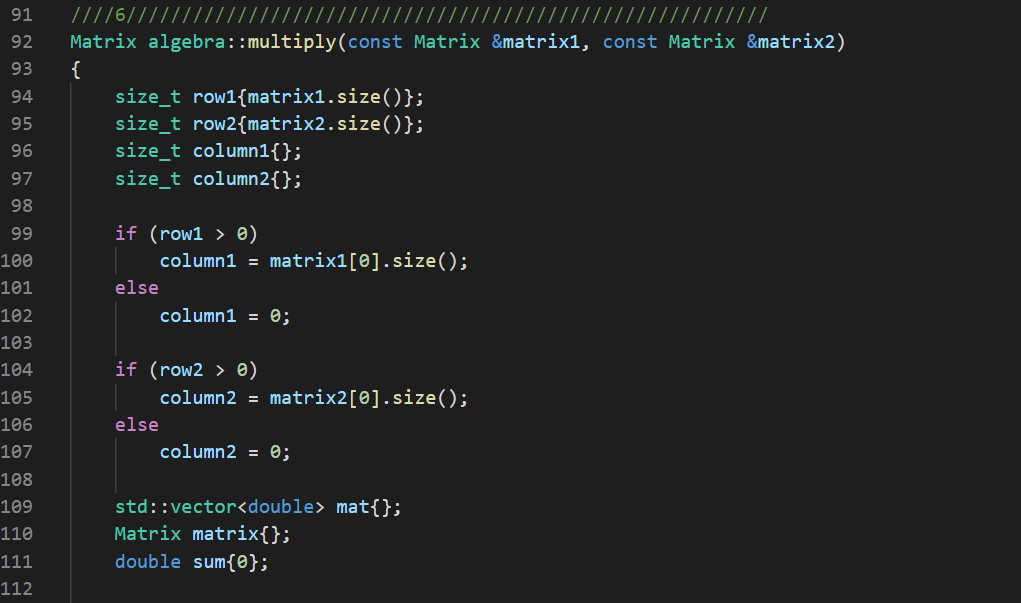 91 ////6//////////////////////////////////////////////////////////
92 Matrix algebra::multiply(const Matrix &matrix1, const Matrix &matrix2)
93 {
94     size_t row1{matrix1.size()};
95     size_t row2{matrix2.size()};
96     size_t column1{};
97     size_t column2{};
98
99     if (row1 > 0)
100         column1 = matrix1[0].size();
101     else
102         column1 = 0;
103
104     if (row2 > 0)
105         column2 = matrix2[0].size();
106     else
107         column2 = 0;
108
109     std::vector<double> mat{};
110     Matrix matrix{};
111     double sum{0};
112